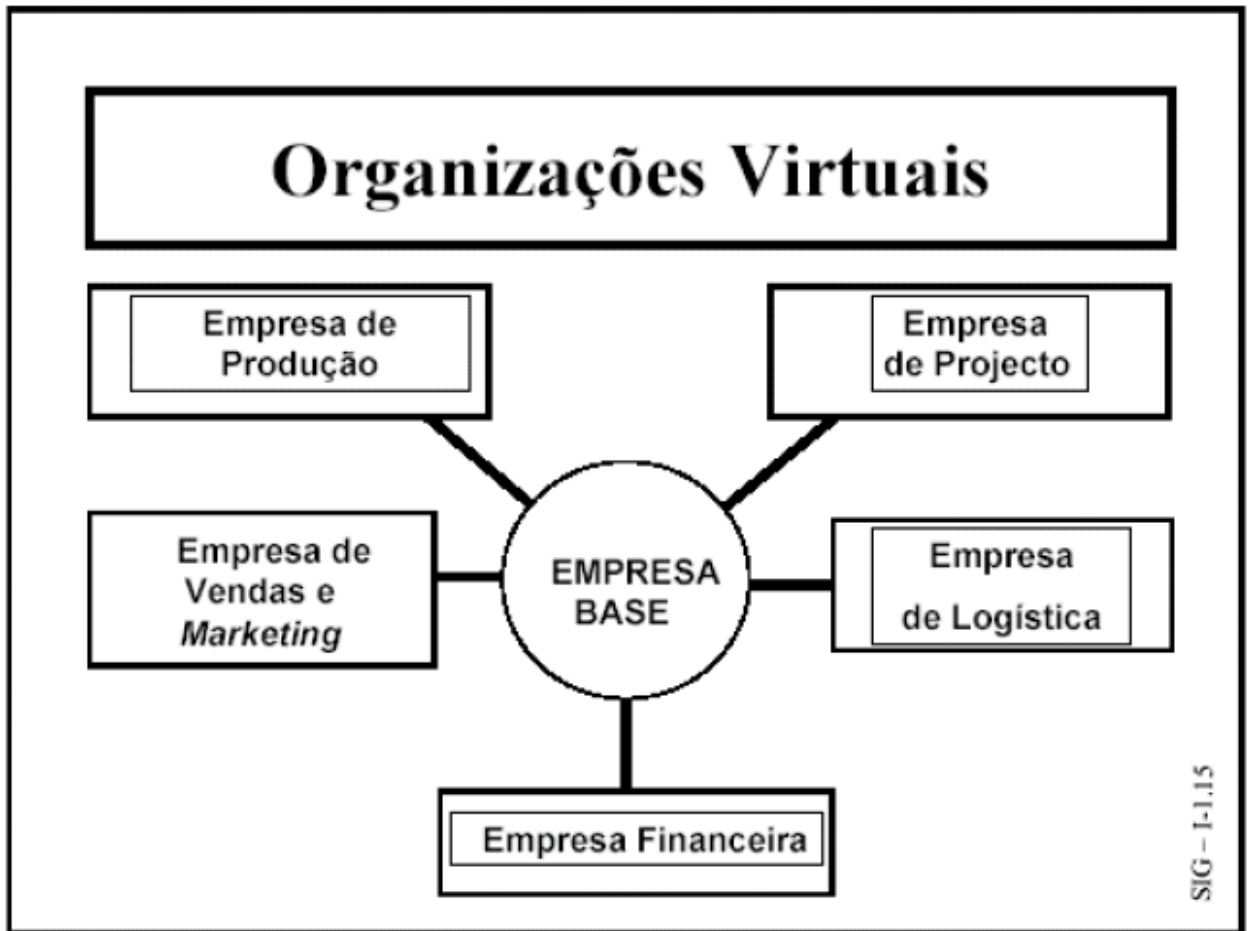 Organizações Virtuais
Empresa de
Produção
Empresa
de Projecto
Empresa de
Vendas e
Marketing
EMPRESA
BASE
Empresa
de Logística
Empresa Financeira
SIG – I-1.15